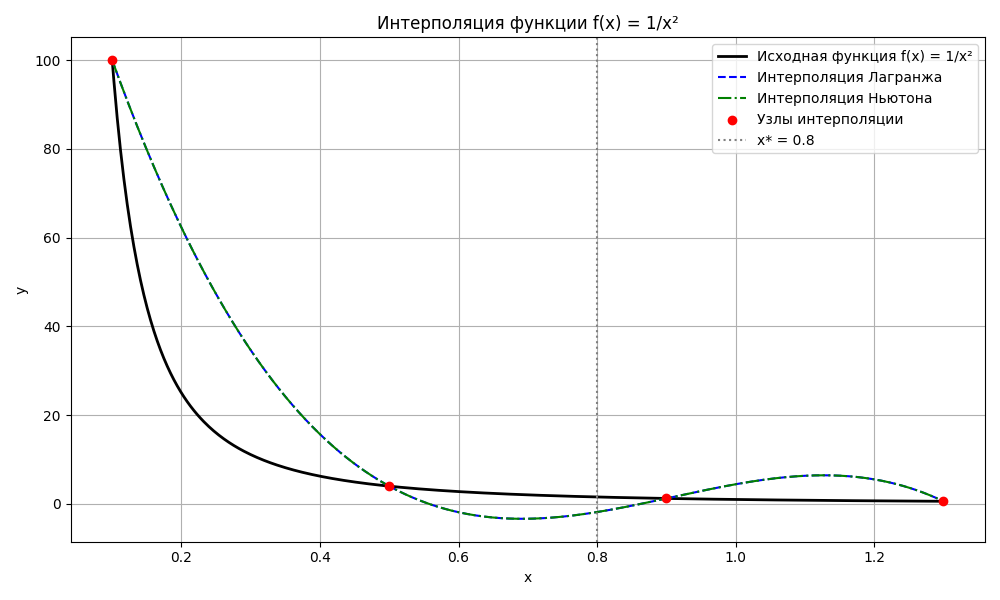 Интерполяция функции f(x) = 1/x²
Исходная функция f(x) = 1/x²
Интерполяция Лагранжа
Интерполяция Ньютона
Узлы интерполяции
x* = 0.8
100
80
60
40
20
0
y
0.2
0.4
0.6
0.8
1.0
1.2
x